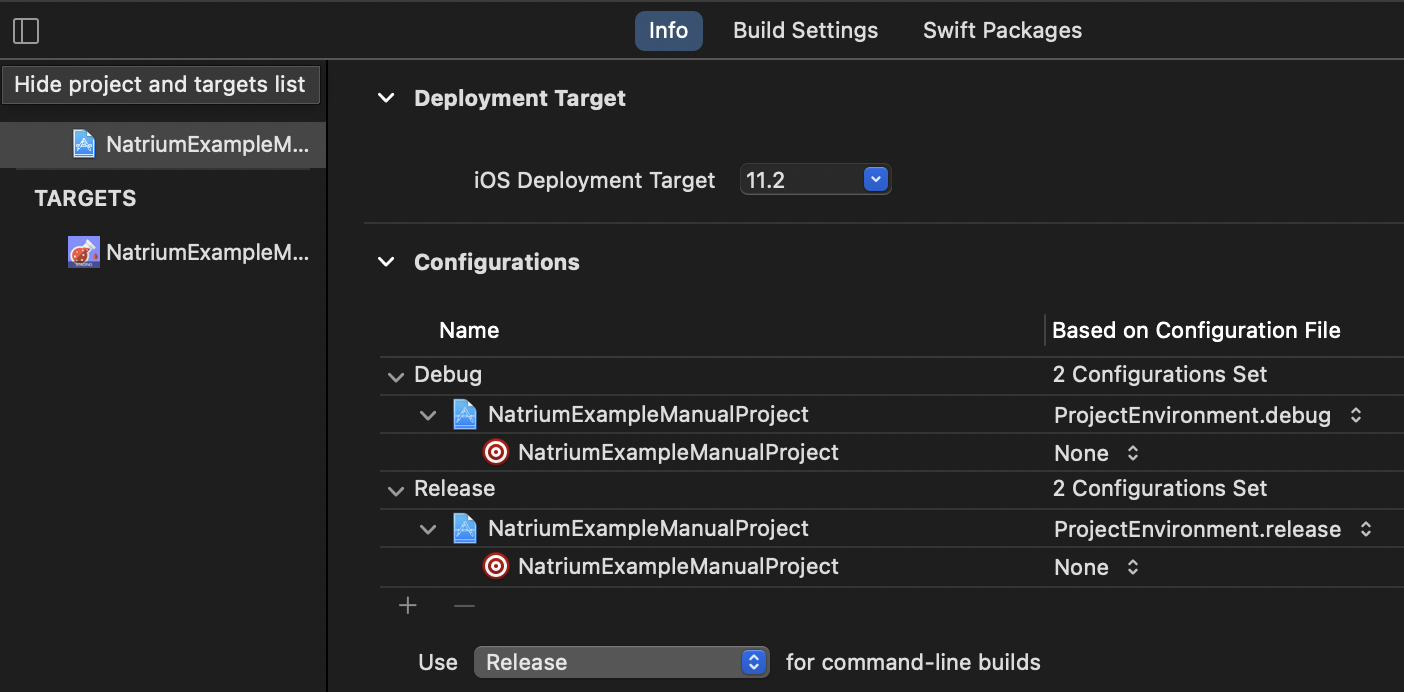 Info Build Settings Swift Packages
Hide project and targets list
NatriumExampleM...
TARGETS
NatriumExampleM...
Deployment Target
iOS Deployment Target 11.2
Configurations
Name Based on Configuration File
Debug 2 Configurations Set
NatriumExampleManualProject ProjectEnvironment.debug
NatriumExampleManualProject None
Release 2 Configurations Set
NatriumExampleManualProject ProjectEnvironment.release
NatriumExampleManualProject None
Use Release for command-line builds